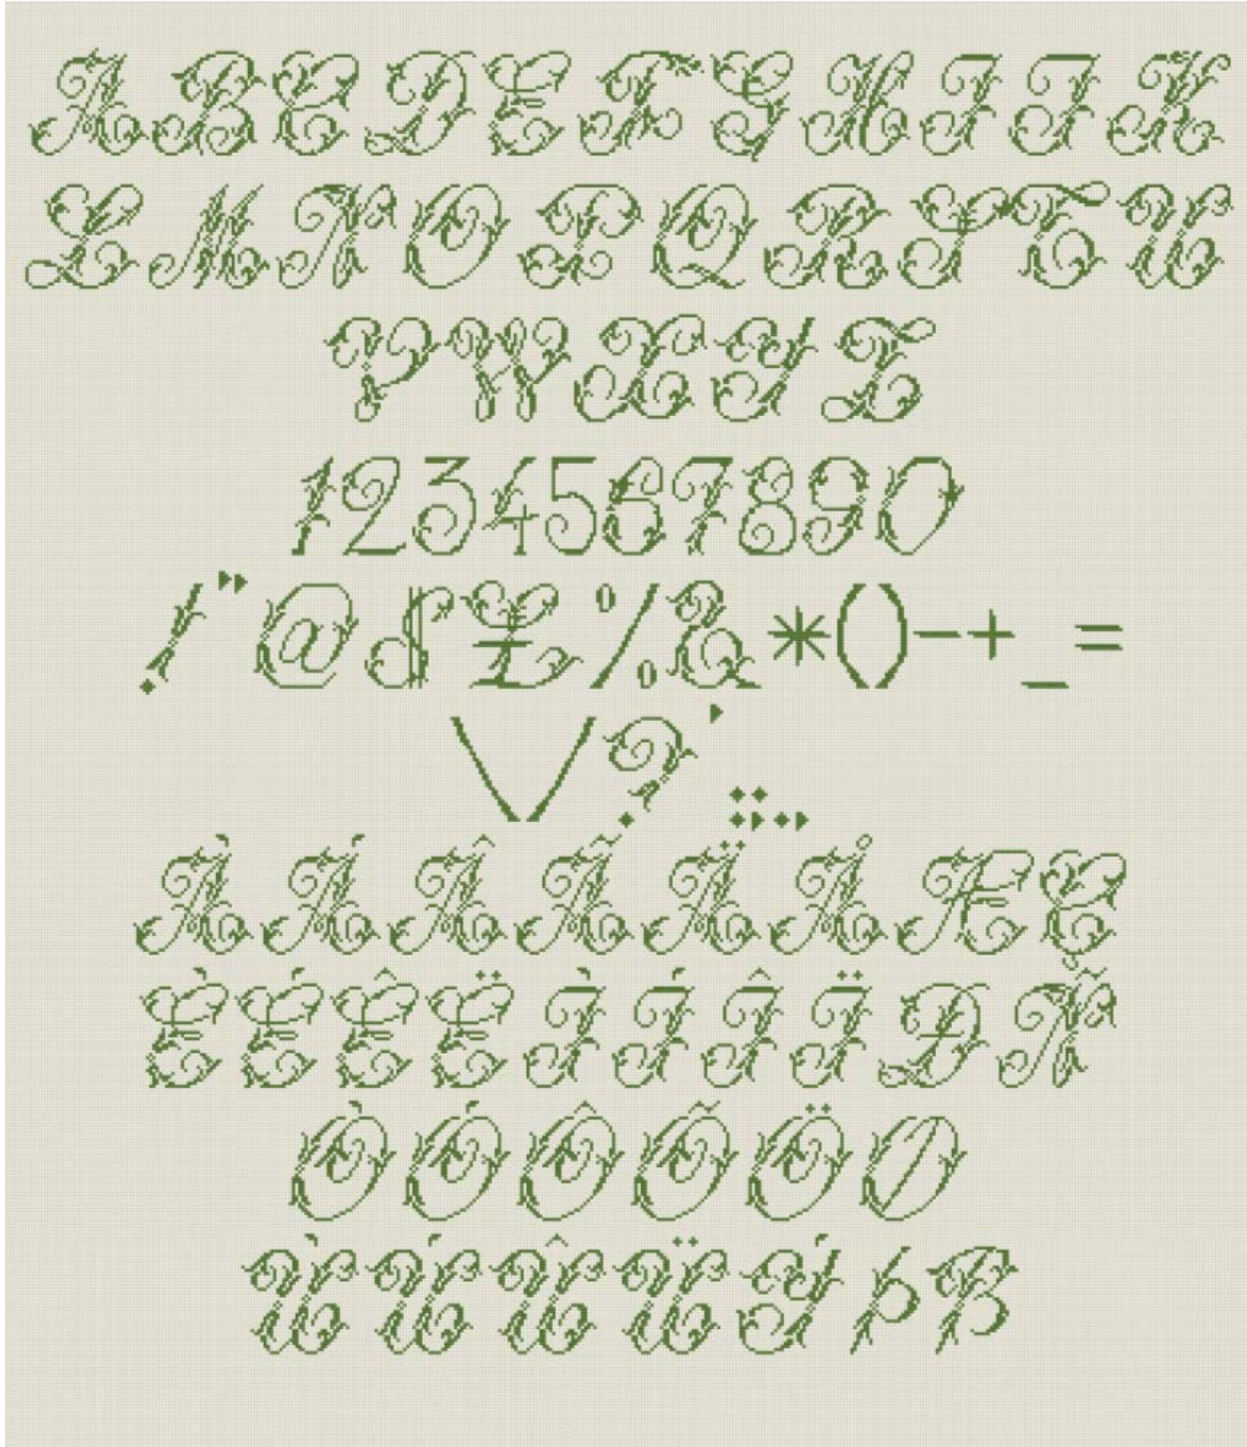 ABCDEFGHIJK
LMNOPQRSTU
VWXYZ
1234567890
!"@$£%&*()-+_=
\/?':;.,
ÀÁÂÃÄÅÆÇ
ÈÉÊËÌÍÎÏÐÑ
ÒÓÔÕÖØ
ÙÚÛÜÝÞß